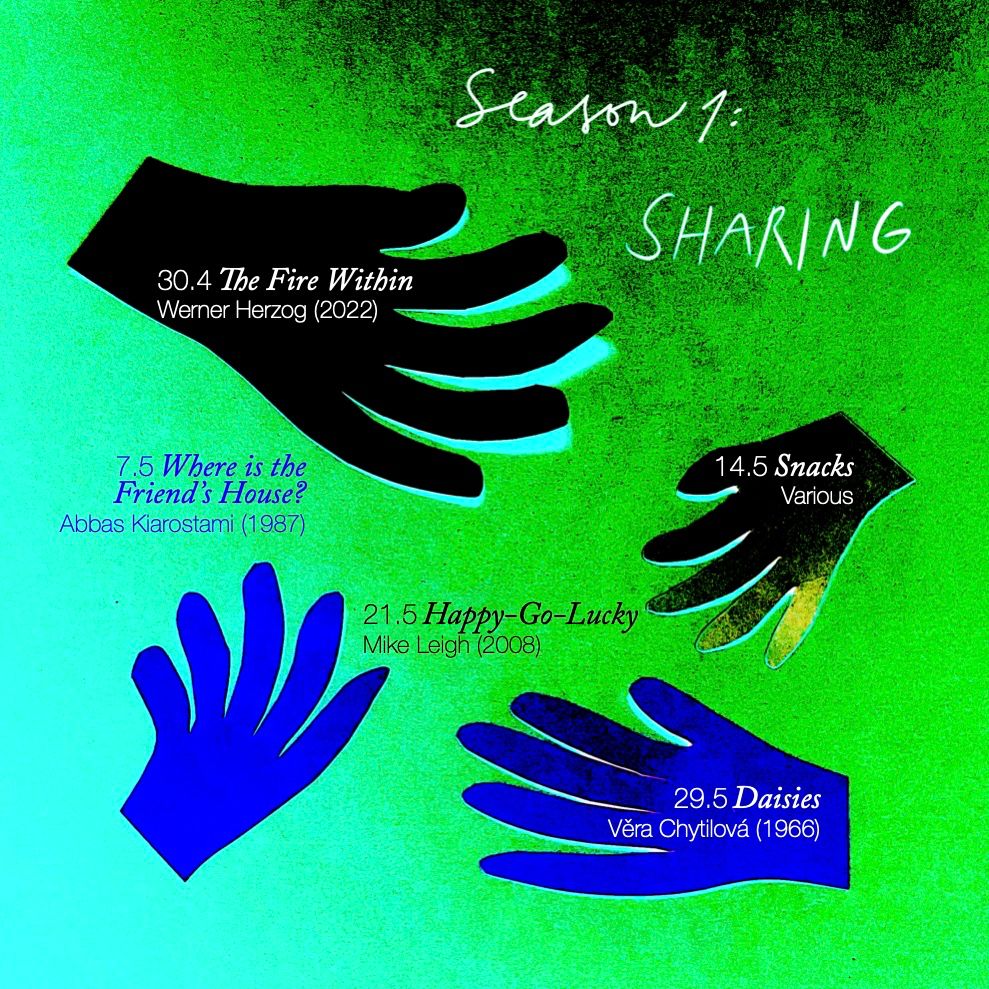 Season 1:
SHARING
30.4 The Fire Within
Werner Herzog (2022)
7.5 Where is the
Friend's House?
Abbas Kiarostami (1987)
14.5 Snacks
Various
21.5 Happy-Go-Lucky
Mike Leigh (2008)
29.5 Daisies
Věra Chytilová (1966)